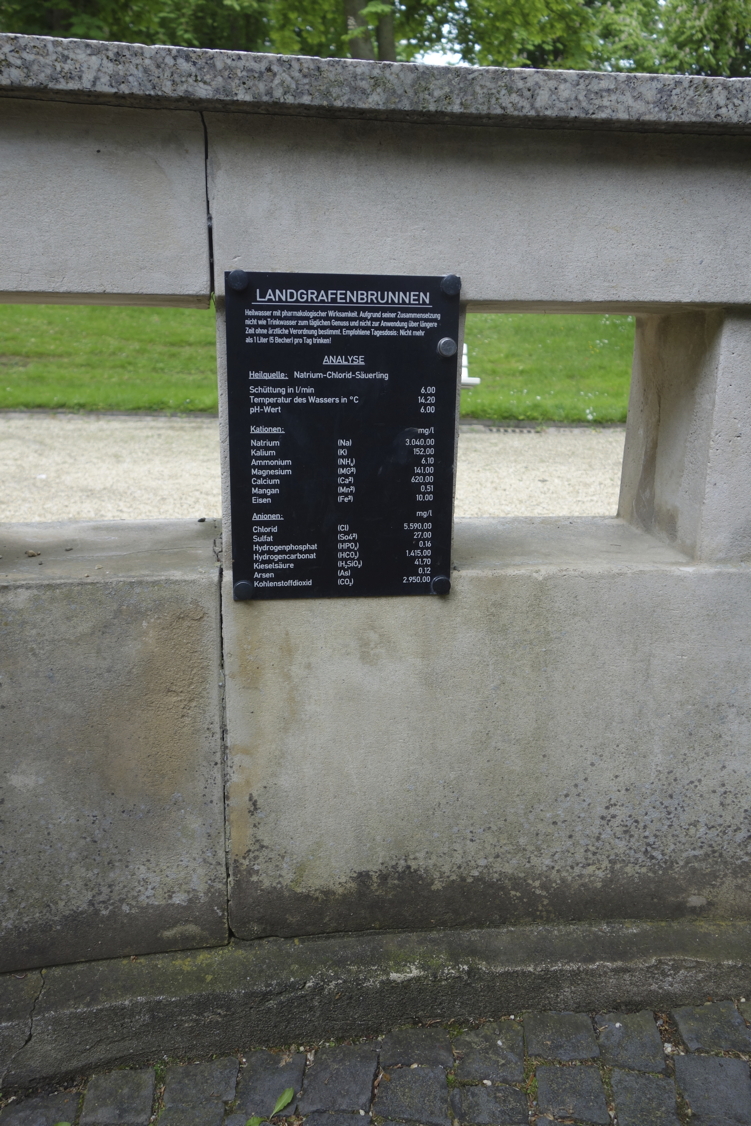 LANDGRAFENBRUNNEN
Heilwasser mit pharmakologischer Wirksamkeit. Aufgrund seiner Zusammensetzung
nicht wie Trinkwasser zum täglichen Genuss und nicht zur Anwendung über längere
Zeit ohne ärztliche Verordnung bestimmt. Empfohlene Tagesdosis: Nicht mehr
als 1 Liter (5 Becher) pro Tag trinken!
ANALYSE
Heilquelle: Natrium-Chlorid-Säuerling
Schüttung in l/min 6,00
Temperatur des Wassers in °C 14,20
pH-Wert 6,00
Kationen: mg/l
Natrium (Na) 3.040,00
Kalium (K) 152,00
Ammonium (NH₄) 6,10
Magnesium (MG²) 141,00
Calcium (Ca²) 620,00
Mangan (Mn²) 0,51
Eisen (Fe²) 10,00
Anionen: mg/l
Chlorid (Cl) 5.590,00
Sulfat (So4²) 27,00
Hydrogenphosphat (HPO₄) 0,16
Hydrogencarbonat (HCO₃) 1.415,00
Kieselsäure (H₂SiO₃) 41,70
Arsen (As) 0,12
Kohlenstoffdioxid (CO₂) 2.950,00